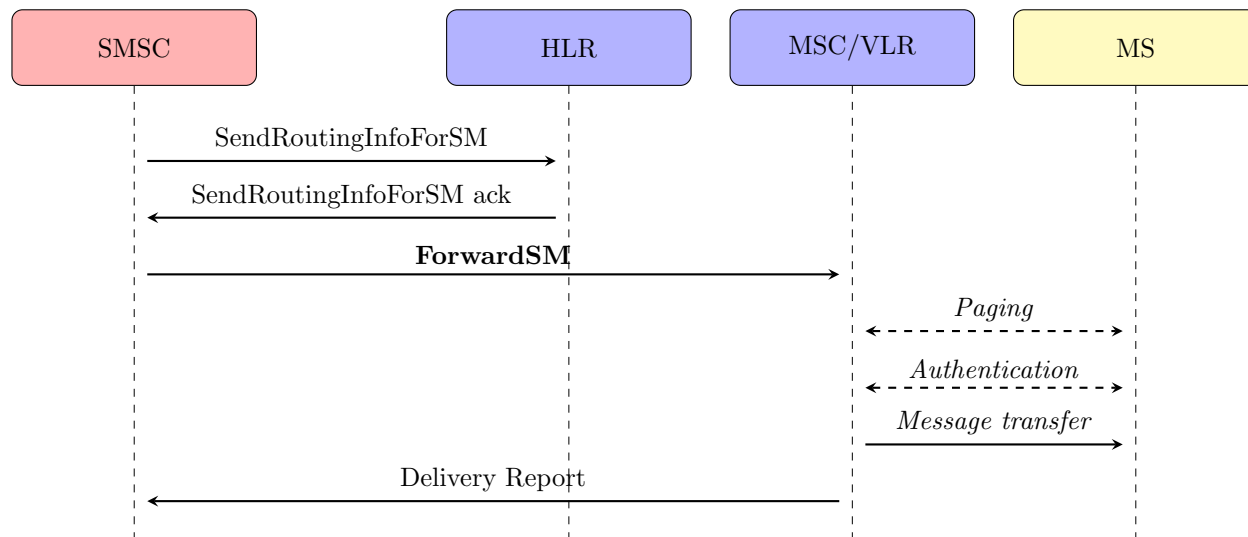 SMSC
HLR
MSC/VLR
MS
SendRoutingInfoForSM
SendRoutingInfoForSM ack
ForwardSM
Paging
Authentication
Message transfer
Delivery Report